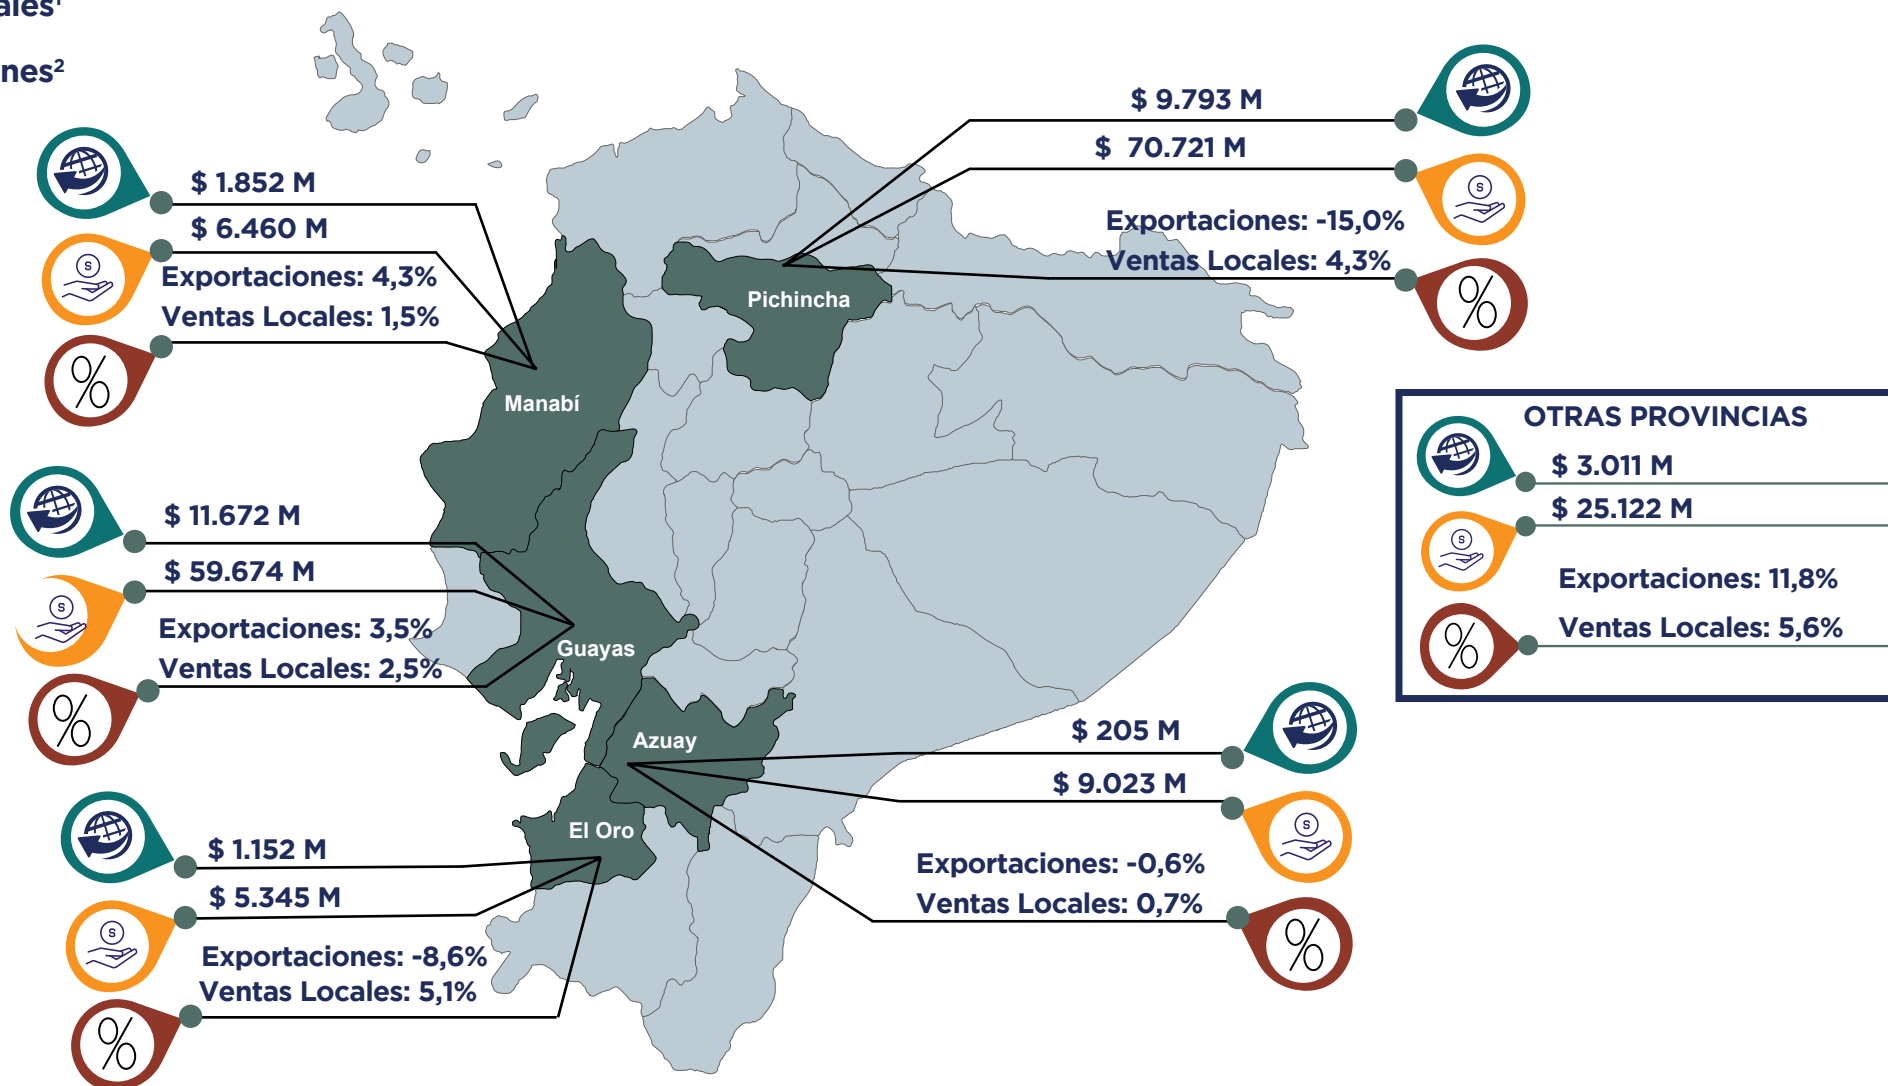 ales¹
nes²
$ 1.852 M
$ 6.460 M
Exportaciones: 4,3%
Ventas Locales: 1,5%
%
Manabí
$ 9.793 M
$ 70.721 M
Exportaciones: -15,0%
Ventas Locales: 4,3%
%
Pichincha
OTRAS PROVINCIAS
$ 3.011 M
$ 25.122 M
Exportaciones: 11,8%
Ventas Locales: 5,6%
%
$ 11.672 M
$ 59.674 M
Exportaciones: 3,5%
Ventas Locales: 2,5%
%
Guayas
Azuay
$ 205 M
$ 9.023 M
Exportaciones: -0,6%
Ventas Locales: 0,7%
%
El Oro
$ 1.152 M
$ 5.345 M
Exportaciones: -8,6%
Ventas Locales: 5,1%
%